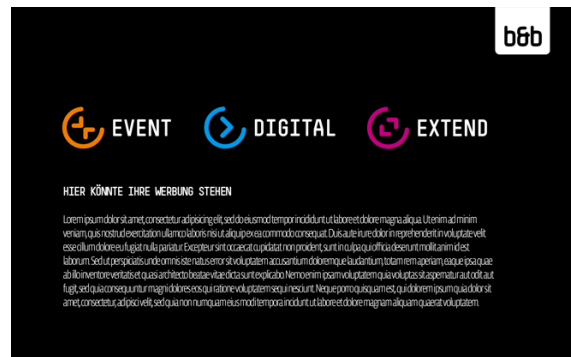 b&b
EVENT DIGITAL EXTEND
HIER KÖNNTE IHRE WERBUNG STEHEN
Lorem ipsum dolor sit amet, consectetur adipisicing elit, sed do eiusmod tempor incididunt ut labore et dolore magna aliqua. Ut enim ad minim
veniam, quis nostrud exercitation ullamco laboris nisi ut aliquip ex ea commodo consequat. Duis aute irure dolor in reprehenderit in voluptate velit
esse cillum dolore eu fugiat nulla pariatur. Excepteur sint occaecat cupidatat non proident, sunt in culpa qui officia deserunt mollit anim id est
laborum. Sed ut perspiciatis unde omnis iste natus error sit voluptatem accusantium doloremque laudantium, totam rem aperiam, eaque ipsa quae
ab illo inventore veritatis et quasi architecto beatae vitae dicta sunt explicabo. Nemo enim ipsam voluptatem quia voluptas sit aspernatur aut odit aut
fugit, sed quia consequuntur magni dolores eos qui ratione voluptatem sequi nesciunt. Neque porro quisquam est, qui dolorem ipsum quia dolor sit
amet, consectetur, adipisci velit, sed quia non numquam eius modi tempora incidunt ut labore et dolore magnam aliquam quaerat voluptatem.